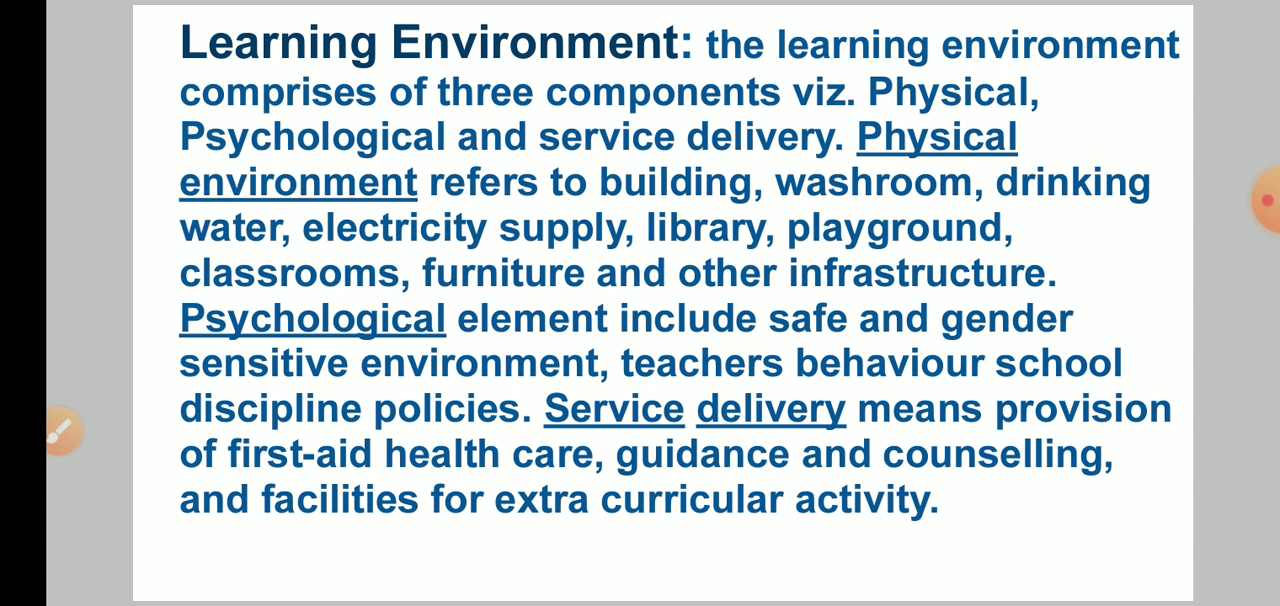 Learning Environment: the learning environment
comprises of three components viz. Physical,
Psychological and service delivery. Physical
environment refers to building, washroom, drinking
water, electricity supply, library, playground,
classrooms, furniture and other infrastructure.
Psychological element include safe and gender
sensitive environment, teachers behaviour school
discipline policies. Service delivery means provision
of first-aid health care, guidance and counselling,
and facilities for extra curricular activity.